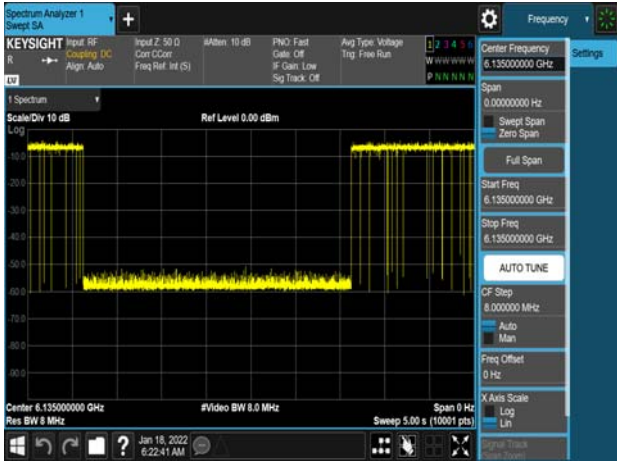 Spectrum Analyzer 1
Swept SA
+
Frequency
KEYSIGHT
R
LXI
Input: RF
Coupling: DC
Align: Auto
Input Z: 50 Ω
Corr CCorr
Freq Ref: Int (S)
#Atten: 10 dB
PNO: Fast
Gate: Off
IF Gain: Low
Sig Track: Off
Avg Type: Voltage
Trig: Free Run
1 2 3 4 5 6
W W W W W W
P N N N N N
Center Frequency
6.135000000 GHz
Settings
Span
0.00000000 Hz
Swept Span
Zero Span
Full Span
Start Freq
6.135000000 GHz
Stop Freq
6.135000000 GHz
AUTO TUNE
CF Step
8.000000 MHz
Auto
Man
Freq Offset
0 Hz
X Axis Scale
Log
Lin
Signal Track
(Span Zoom)
1 Spectrum
Scale/Div 10 dB
Ref Level 0.00 dBm
Log
-10.0
-20.0
-30.0
-40.0
-50.0
-60.0
-70.0
-80.0
Center 6.135000000 GHz
#Video BW 8.0 MHz
Span 0 Hz
Res BW 8 MHz
Sweep 5.00 s (10001 pts)
?
Jan 18, 2022
6:22:41 AM